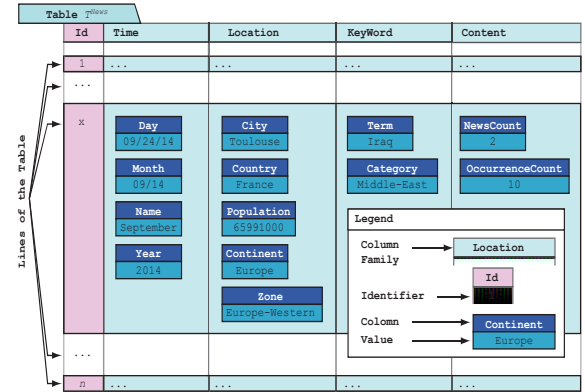 Table T^News
Id Time Location KeyWord Content
1 ... ... ... ...
...
x
Day City Term NewsCount
09/24/14 Toulouse Iraq 2
Month Country Category OccurrenceCount
09/14 France Middle-East 10
Name Population
September 65991000
Year Continent
2014 Europe
Zone
Europe-Western
...
n ... ... ... ...
Lines of the Table
Legend
Column Family
Location
Id
Identifier
Colomn
Continent
Value
Europe